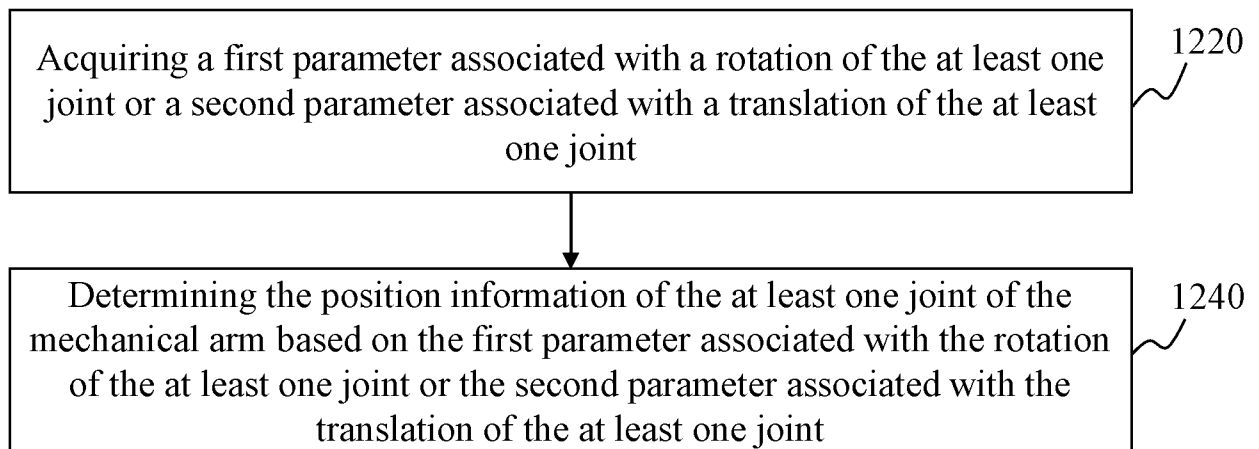 Acquiring a first parameter associated with a rotation of the at least one
joint or a second parameter associated with a translation of the at least
one joint
1220
Determining the position information of the at least one joint of the
mechanical arm based on the first parameter associated with the rotation
of the at least one joint or the second parameter associated with the
translation of the at least one joint
1240